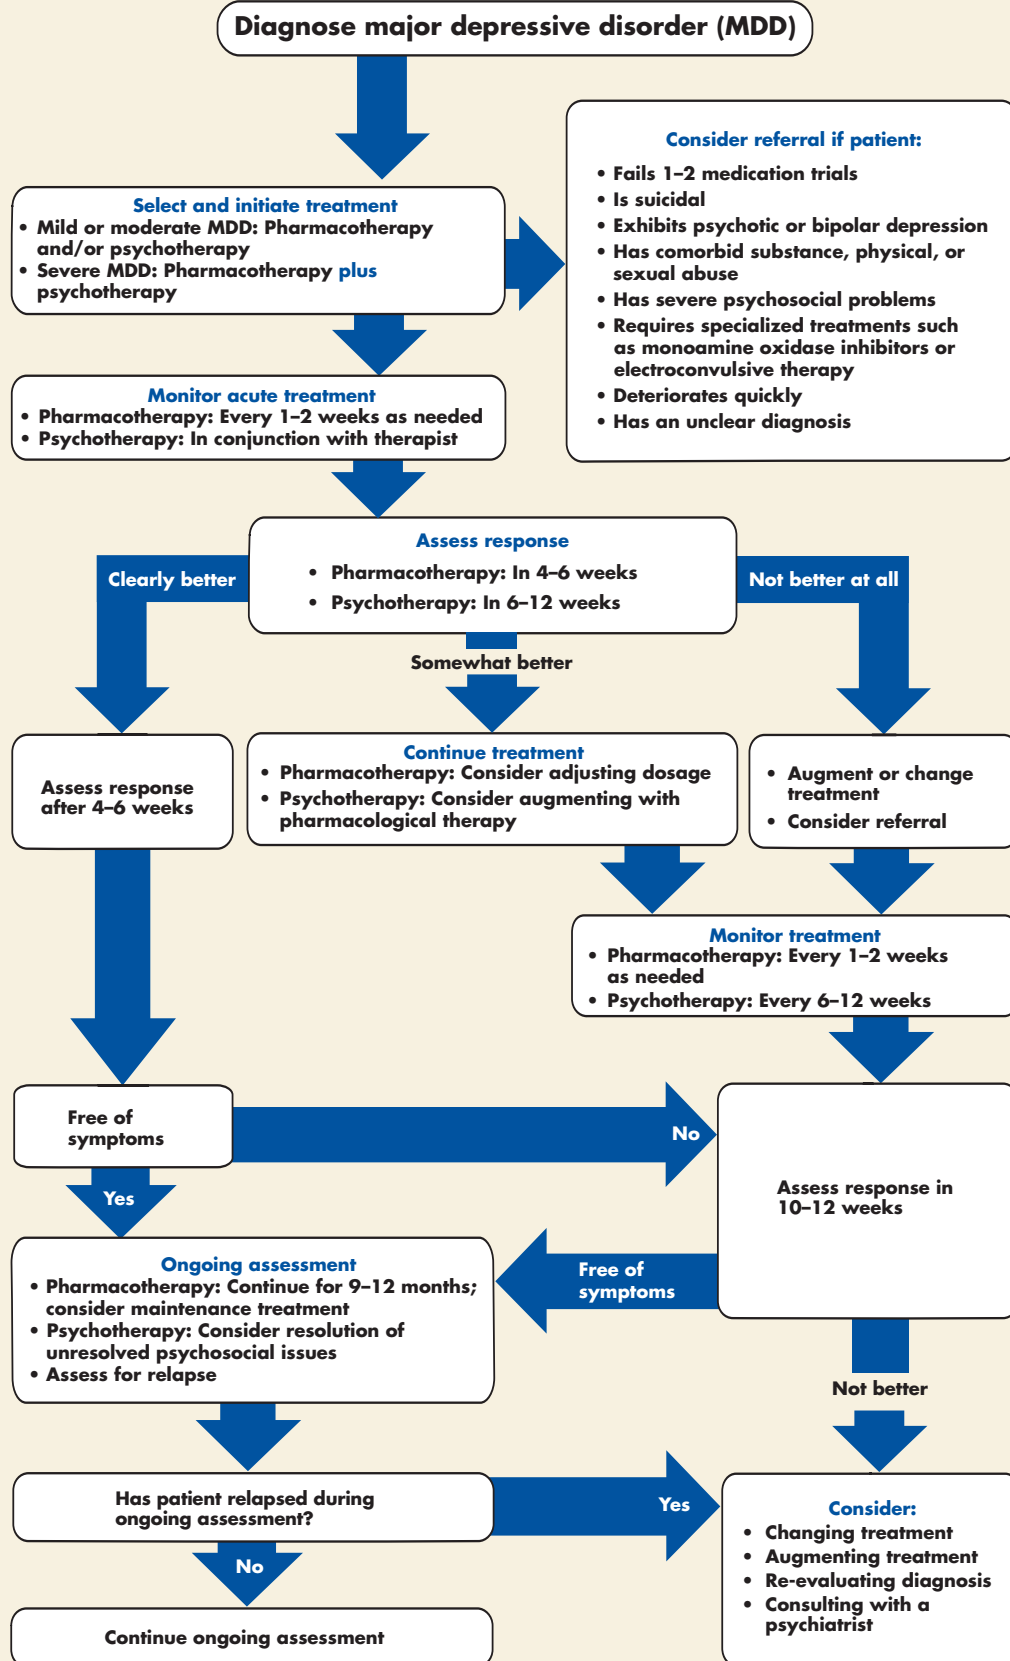 Diagnose major depressive disorder (MDD)
Consider referral if patient:
• Fails 1–2 medication trials
• Is suicidal
• Exhibits psychotic or bipolar depression
• Has comorbid substance, physical, or
sexual abuse
• Has severe psychosocial problems
• Requires specialized treatments such
as monoamine oxidase inhibitors or
electroconvulsive therapy
• Deteriorates quickly
• Has an unclear diagnosis
Select and initiate treatment
• Mild or moderate MDD: Pharmacotherapy
and/or psychotherapy
• Severe MDD: Pharmacotherapy plus
psychotherapy
Monitor acute treatment
• Pharmacotherapy: Every 1–2 weeks as needed
• Psychotherapy: In conjunction with therapist
Assess response
• Pharmacotherapy: In 4–6 weeks
• Psychotherapy: In 6–12 weeks
Clearly better
Not better at all
Somewhat better
Assess response
after 4–6 weeks
Continue treatment
• Pharmacotherapy: Consider adjusting dosage
• Psychotherapy: Consider augmenting with
pharmacological therapy
• Augment or change
treatment
• Consider referral
Monitor treatment
• Pharmacotherapy: Every 1–2 weeks
as needed
• Psychotherapy: Every 6–12 weeks
Free of
symptoms
No
Yes
Assess response in
10–12 weeks
Free of
symptoms
Ongoing assessment
• Pharmacotherapy: Continue for 9–12 months;
consider maintenance treatment
• Psychotherapy: Consider resolution of
unresolved psychosocial issues
• Assess for relapse
Not better
Has patient relapsed during
ongoing assessment?
Yes
No
Consider:
• Changing treatment
• Augmenting treatment
• Re-evaluating diagnosis
• Consulting with a
psychiatrist
Continue ongoing assessment